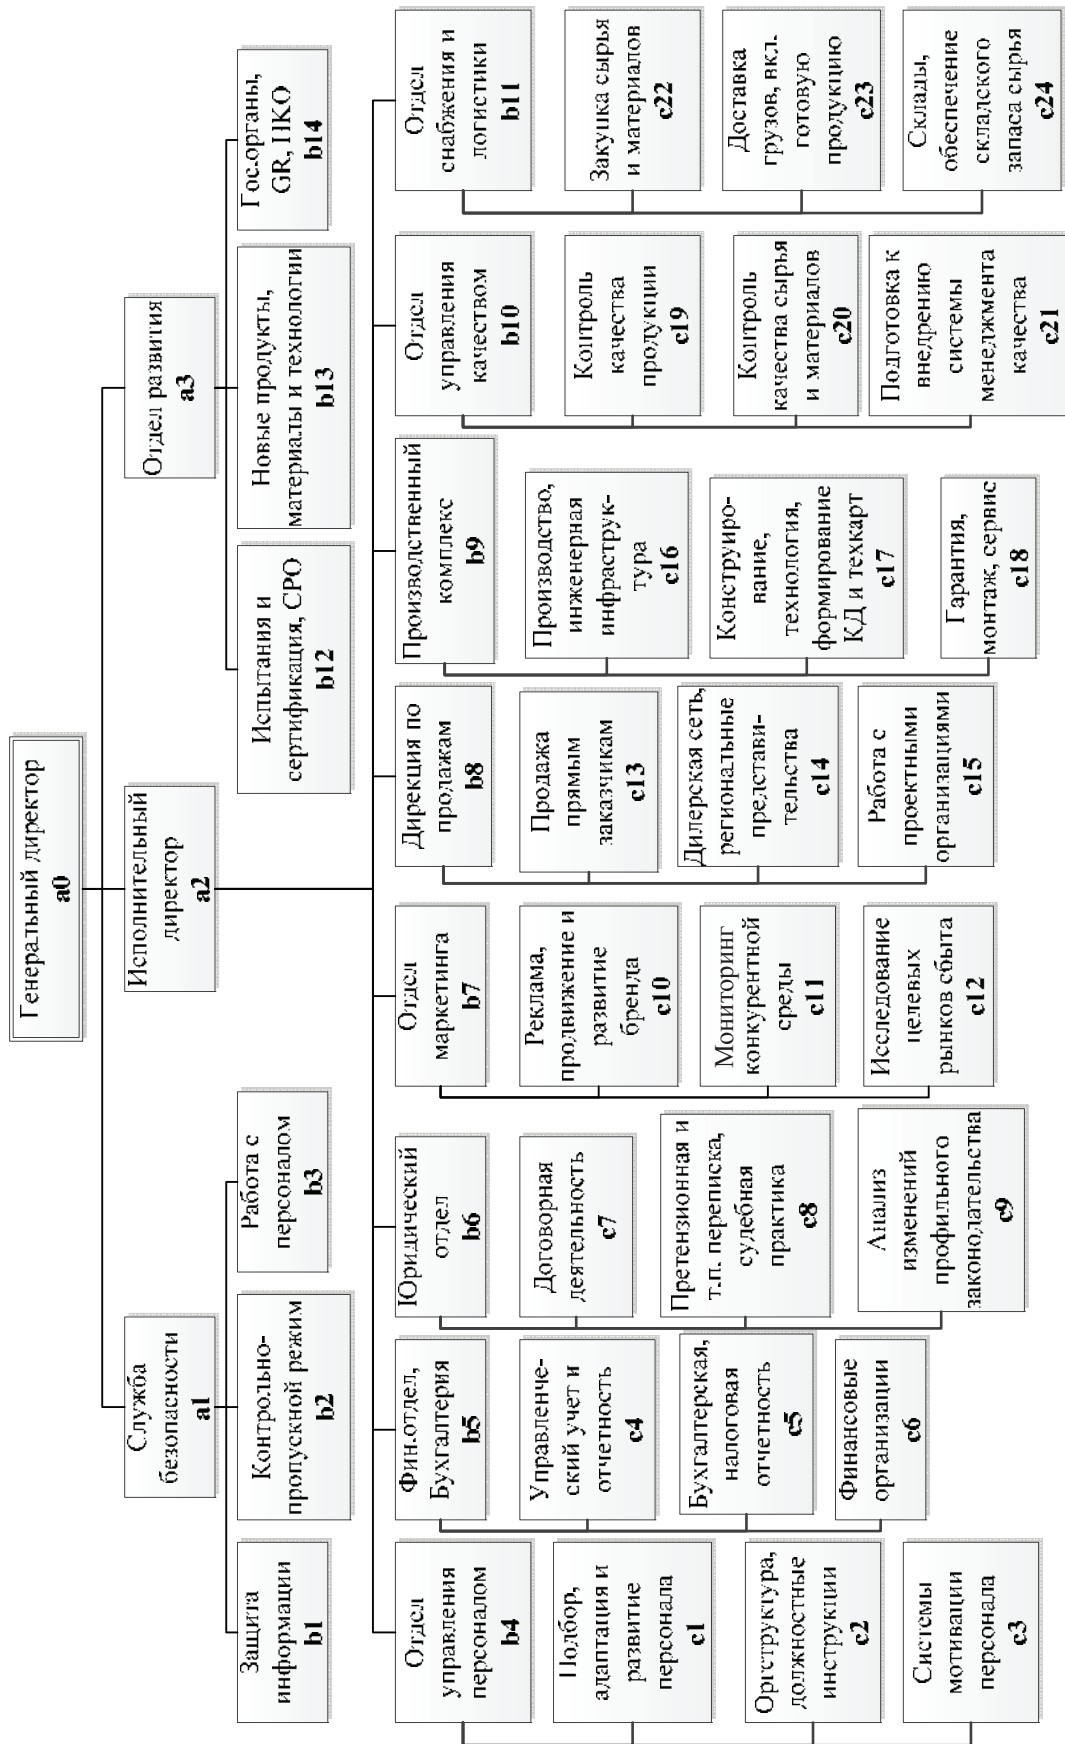 Генеральный директор
a0
Служба
безопасности
a1
Исполнительный
директор
a2
Отдел развития
a3
Защита
информации
b1
Контрольно-
пропускной режим
b2
Работа с
персоналом
b3
Испытания и
сертификация, СРО
b12
Новые продукты,
материалы и технологии
b13
Гос.органы,
GR, НКО
b14
Отдел
управления
персоналом
b4
Подбор,
адаптация и
развитие
персонала
c1
Оргструктура,
должностные
инструкции
c2
Системы
мотивации
персонала
c3
Фин.отдел,
Бухгалтерия
b5
Управленче-
ский учет и
отчетность
c4
Бухгалтерская,
налоговая
отчетность
c5
Финансовые
организации
c6
Юридический
отдел
b6
Договорная
деятельность
c7
Претензионная и
т.п. переписка,
судебная
практика
c8
Анализ
изменений
профильного
законодательства
c9
Отдел
маркетинга
b7
Реклама,
продвижение и
развитие
бренда
c10
Мониторинг
конкурентной
среды
c11
Исследование
целевых
рынков сбыта
c12
Дирекция по
продажам
b8
Продажа
прямым
заказчикам
c13
Дилерская сеть,
региональные
представи-
тельства
c14
Работа с
проектными
организациями
c15
Производственный
комплекс
b9
Производство,
инженерная
инфраструк-
тура
c16
Конструиро-
вание,
технология,
формирование
КД и техкарт
c17
Гарантия,
монтаж, сервис
c18
Отдел
управления
качеством
b10
Контроль
качества
продукции
c19
Контроль
качества сырья
и материалов
c20
Подготовка к
внедрению
системы
менеджмента
качества
c21
Отдел
снабжения и
логистики
b11
Закупка сырья
и материалов
c22
Доставка
грузов, вкл.
готовую
продукцию
c23
Склады,
обеспечение
складского
запаса сырья
c24